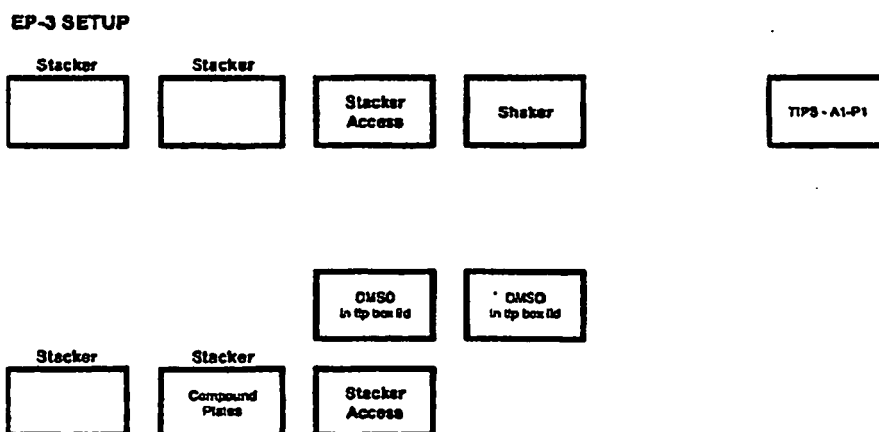 EP-3 SETUP
Stacker
Stacker
Stacker
Access
Shaker
TIPS - A1-P1
DMSO
in tip box lid
DMSO
in tip box lid
Stacker
Stacker
Compound
Plates
Stacker
Access